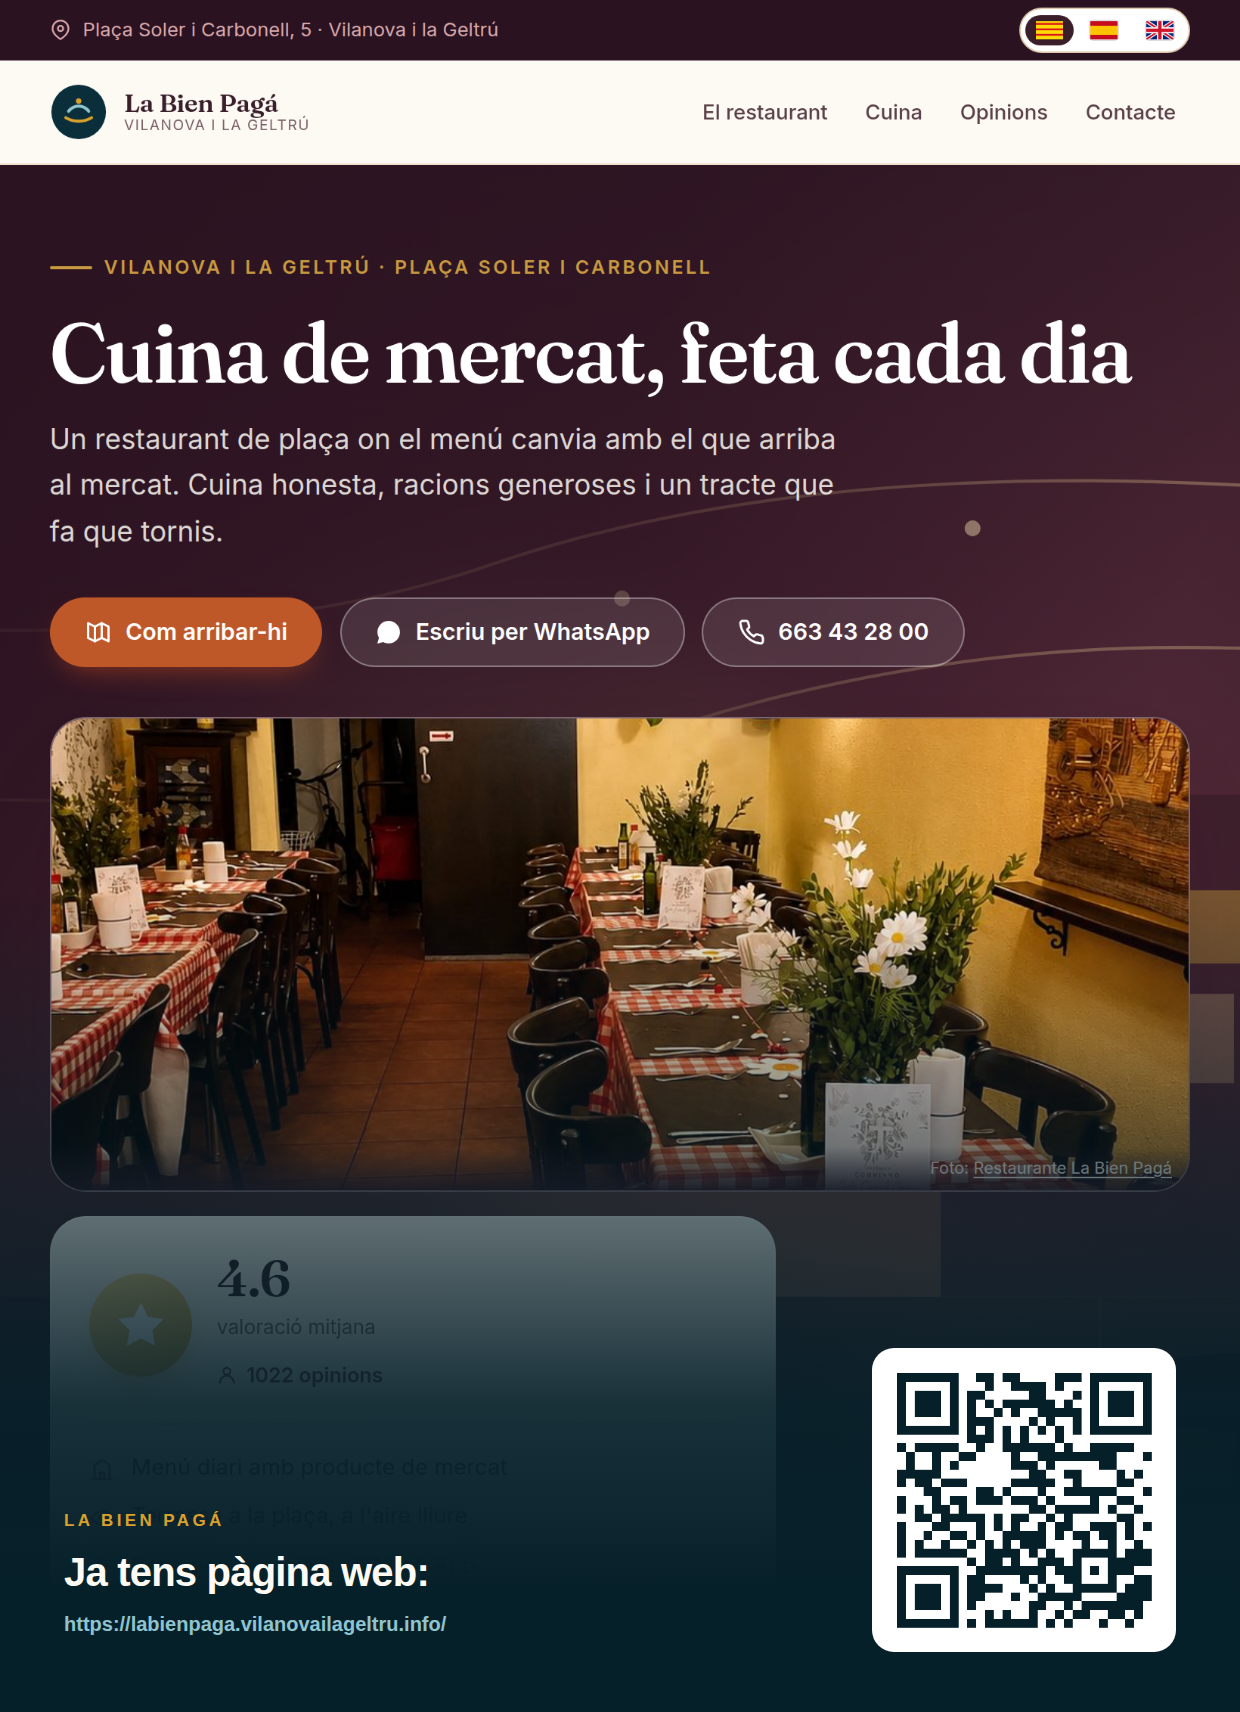 Plaça Soler i Carbonell, 5 · Vilanova i la Geltrú
La Bien Pagá
VILANOVA I LA GELTRÚ
El restaurant
Cuina
Opinions
Contacte
VILANOVA I LA GELTRÚ · PLAÇA SOLER I CARBONELL
Cuina de mercat, feta cada dia
Un restaurant de plaça on el menú canvia amb el que arriba
al mercat. Cuina honesta, racions generoses i un tracte que
fa que tornis.
Com arribar-hi
Escriu per WhatsApp
663 43 28 00
Foto: Restaurante La Bien Pagá
4.6
valoració mitjana
1022 opinions
Menú diari amb producte de mercat
a la plaça, a l'aire lliure
LA BIEN PAGÁ
Ja tens pàgina web:
https://labienpaga.vilanovailageltru.info/